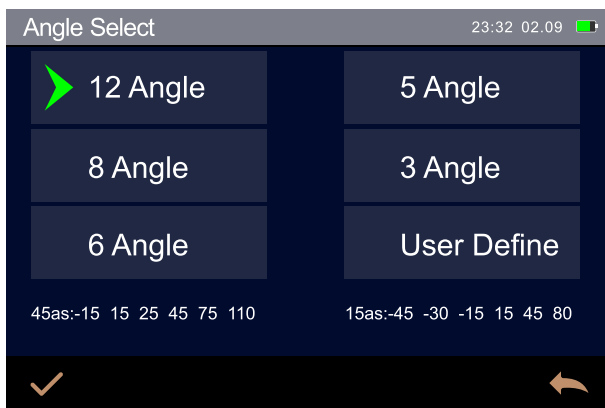 Angle Select 23:32 02.09
12 Angle 5 Angle
8 Angle 3 Angle
6 Angle User Define
45as:-15 15 25 45 75 110 15as:-45 -30 -15 15 45 80